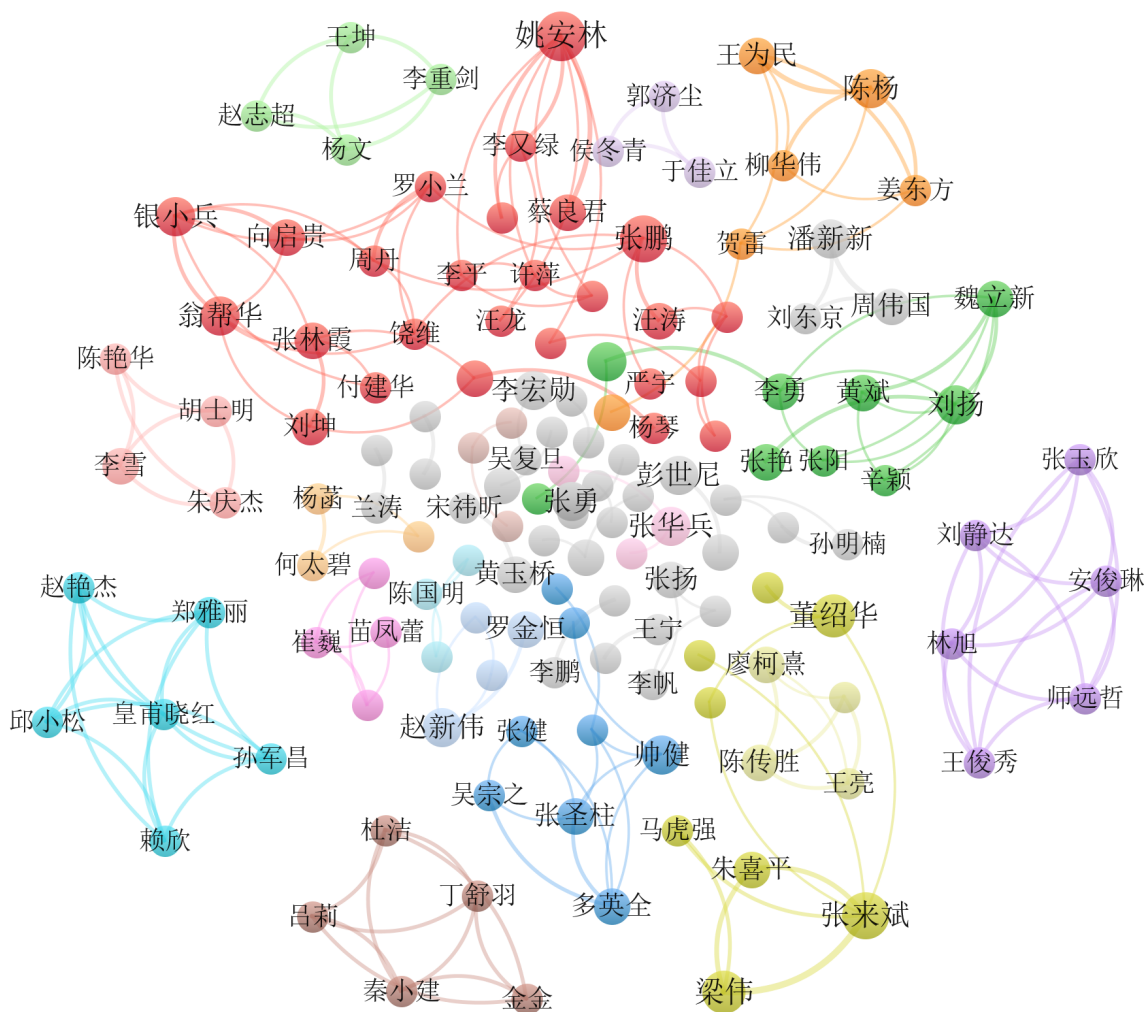 姚安林
王坤
王为民
李重剑
陈杨
郭济尘
赵志超
李又绿
杨文
侯冬青
柳华伟
于佳立
罗小兰
姜东方
银小兵
蔡良君
向启贵
张鹏
贺雷
潘新新
周丹
李平
许萍
魏立新
周伟国
翁帮华
汪龙
汪涛
刘东京
张林霞
饶维
陈艳华
付建华
李宏勋
严宇
李勇
黄斌
刘扬
胡士明
刘坤
杨琴
李雪
吴复旦
张艳
张阳
彭世尼
辛颖
张玉欣
朱庆杰
杨菡
兰涛
宋祎昕
张勇
张华兵
孙明楠
刘静达
何太碧
黄玉桥
张扬
安俊琳
赵艳杰
郑雅丽
陈国明
崔巍
苗凤蕾
罗金恒
王宁
董绍华
林旭
李鹏
李帆
廖柯熹
师远哲
邱小松
皇甫晓红
赵新伟
张健
帅健
孙军昌
陈传胜
王亮
王俊秀
吴宗之
张圣柱
赖欣
杜洁
马虎强
朱喜平
丁舒羽
吕莉
多英全
张来斌
秦小建
金金
梁伟